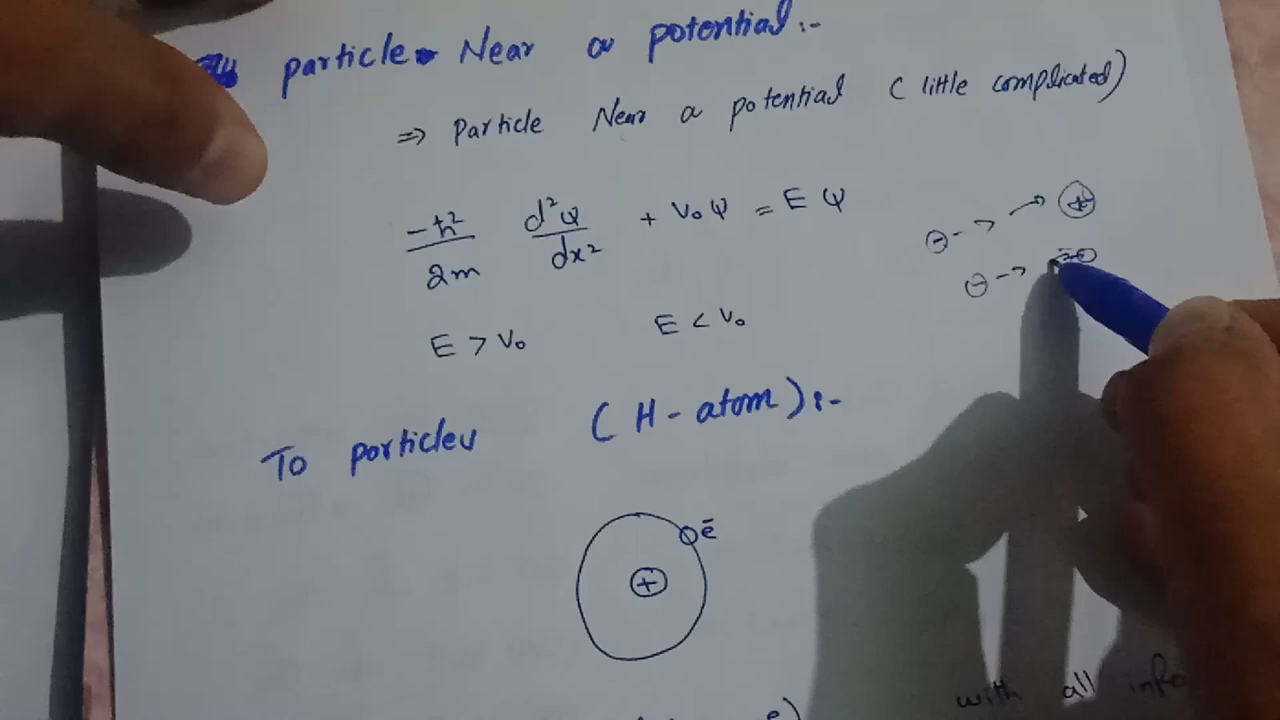 particle Near a potential:-
⇒ Particle Near a potential (little complicated)
-ℏ²/2m d²ψ/dx² + V₀ψ = Eψ
E > V₀ E < V₀
To particles (H-atom):-
ē
+
with all info
e)